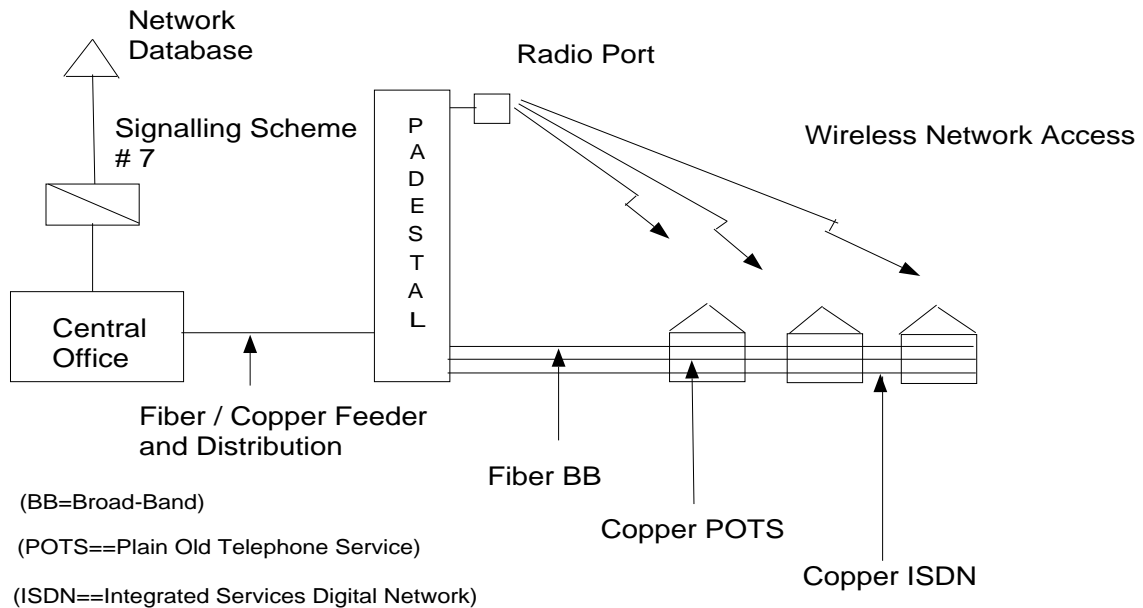 Network
Database
Radio Port
Signalling Scheme
# 7
Wireless Network Access
PADESTAL
Central
Office
Fiber / Copper Feeder
and Distribution
Fiber BB
Copper POTS
Copper ISDN
(BB=Broad-Band)
(POTS==Plain Old Telephone Service)
(ISDN==Integrated Services Digital Network)